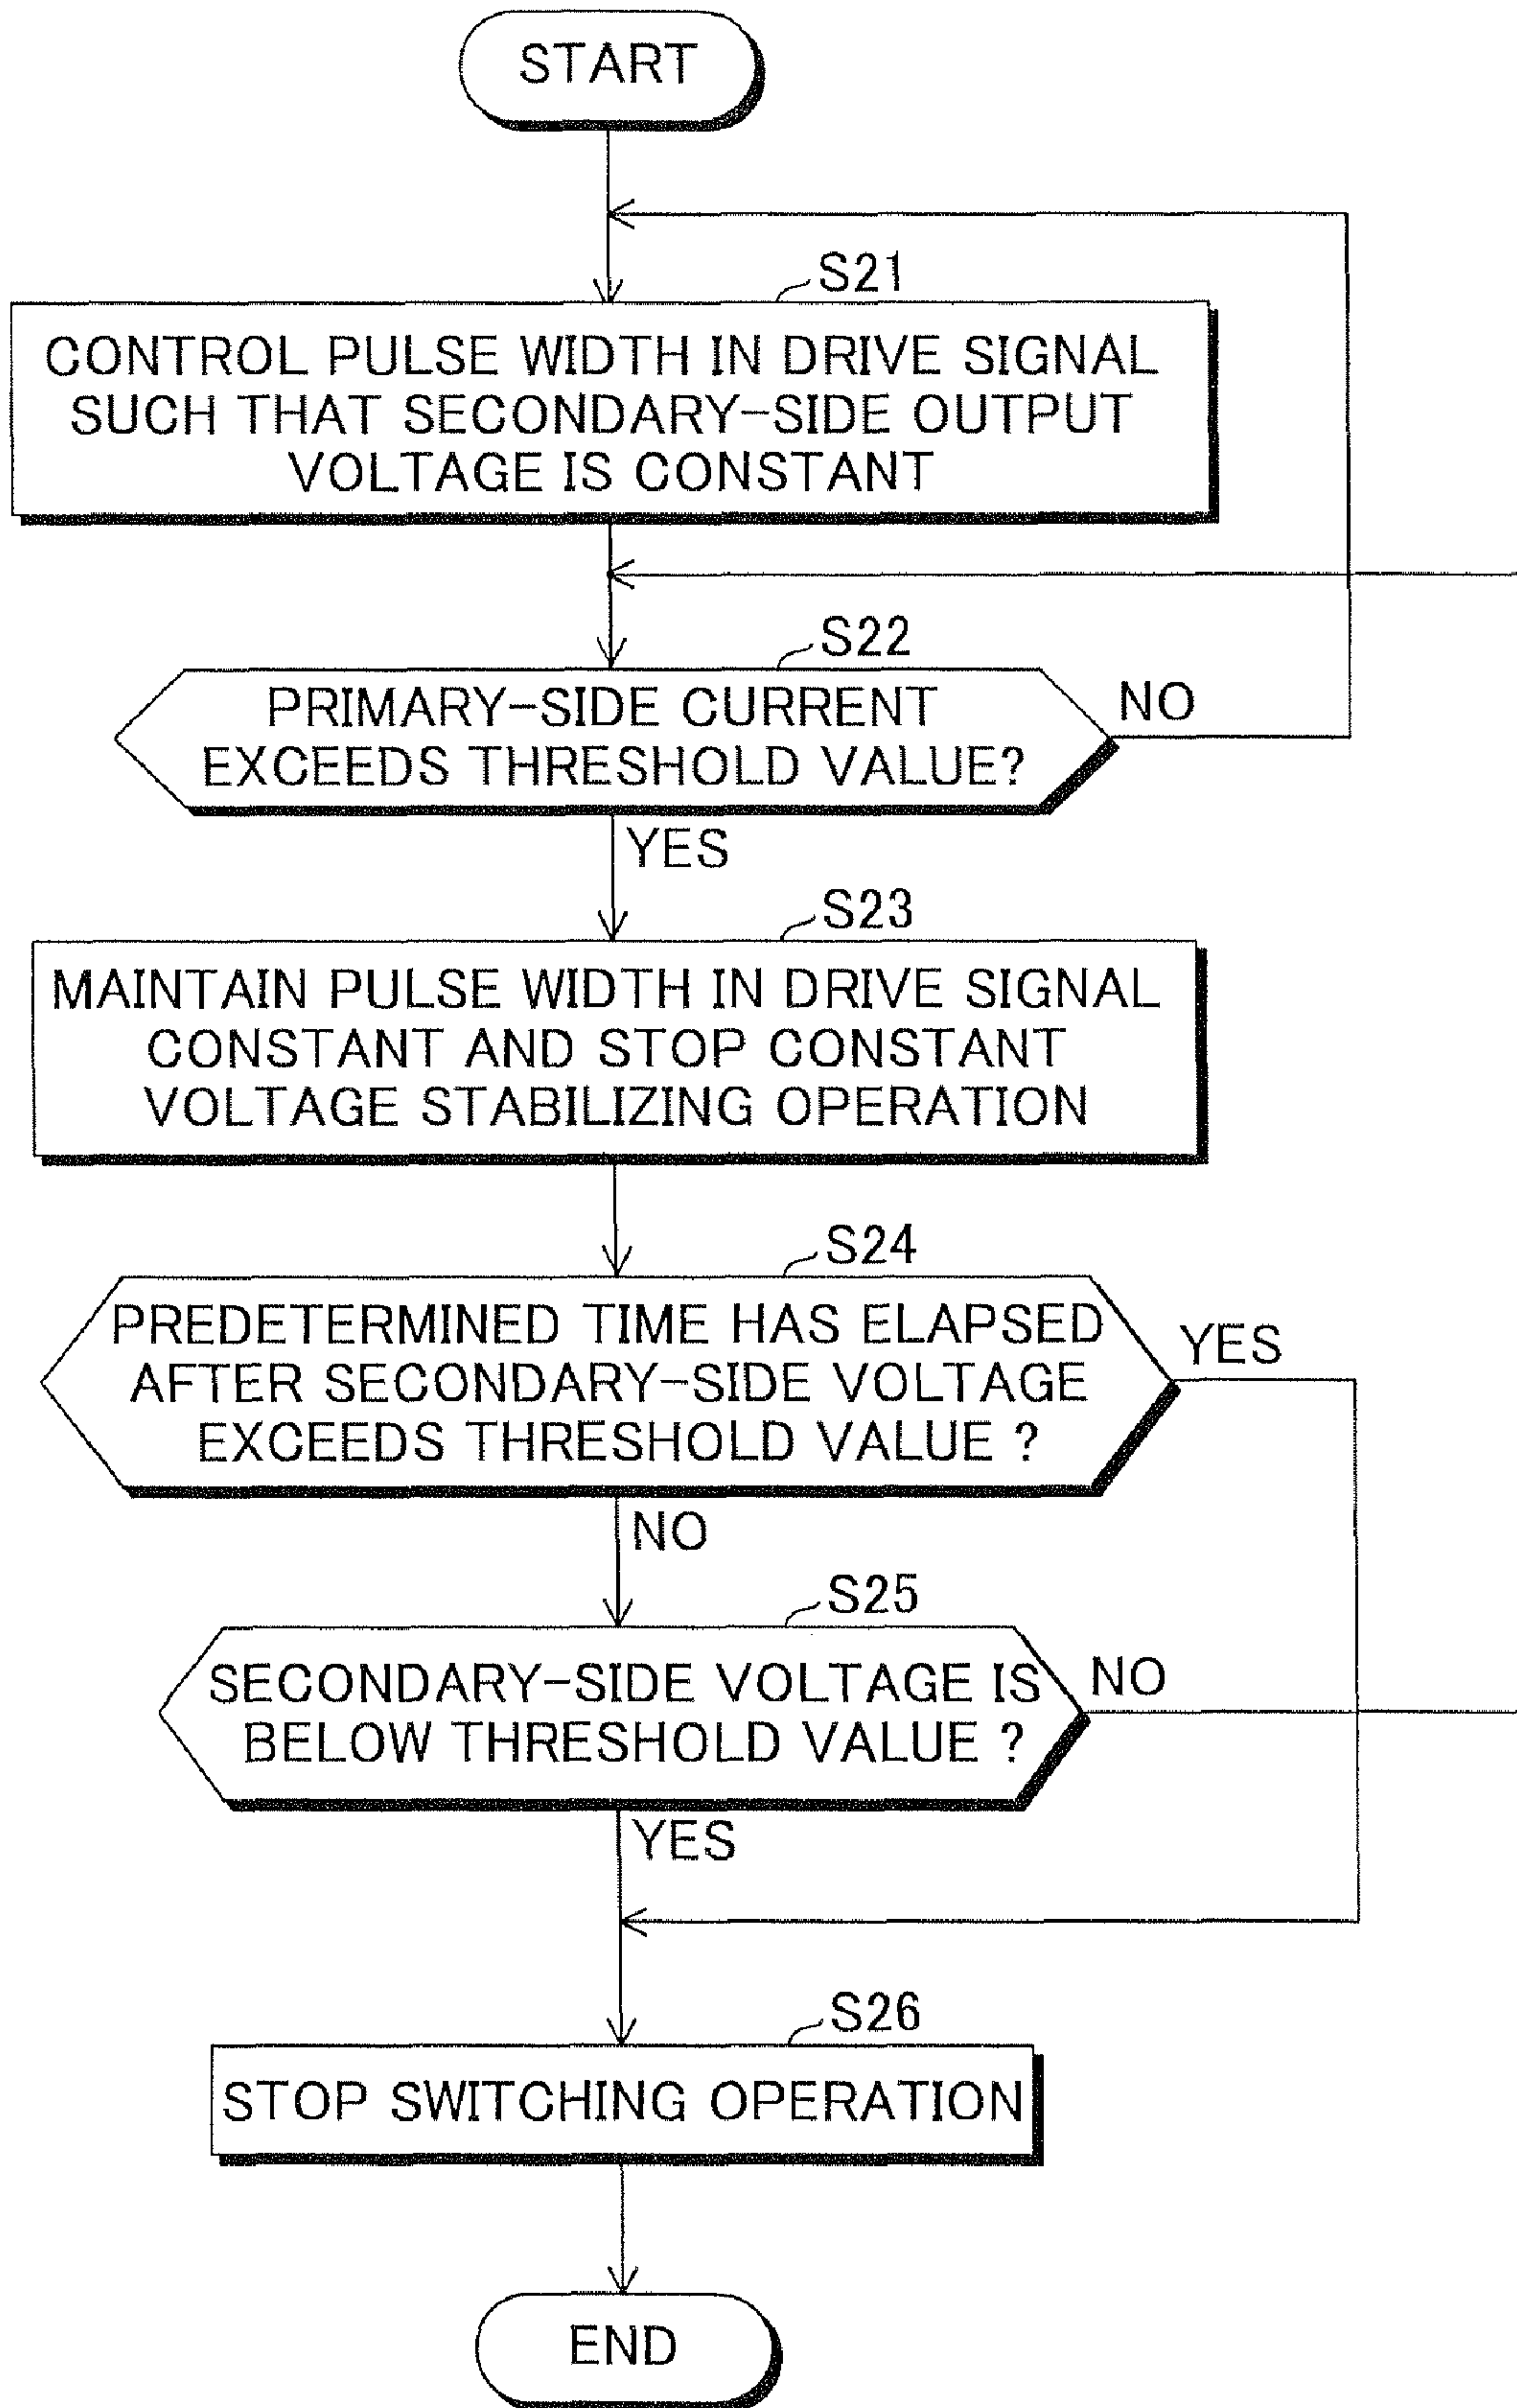 START
S21
CONTROL PULSE WIDTH IN DRIVE SIGNAL
SUCH THAT SECONDARY-SIDE OUTPUT
VOLTAGE IS CONSTANT
S22
PRIMARY-SIDE CURRENT
EXCEEDS THRESHOLD VALUE?
NO
YES
S23
MAINTAIN PULSE WIDTH IN DRIVE SIGNAL
CONSTANT AND STOP CONSTANT
VOLTAGE STABILIZING OPERATION
S24
PREDETERMINED TIME HAS ELAPSED
AFTER SECONDARY-SIDE VOLTAGE
EXCEEDS THRESHOLD VALUE ?
YES
NO
S25
SECONDARY-SIDE VOLTAGE IS
BELOW THRESHOLD VALUE ?
NO
YES
S26
STOP SWITCHING OPERATION
END